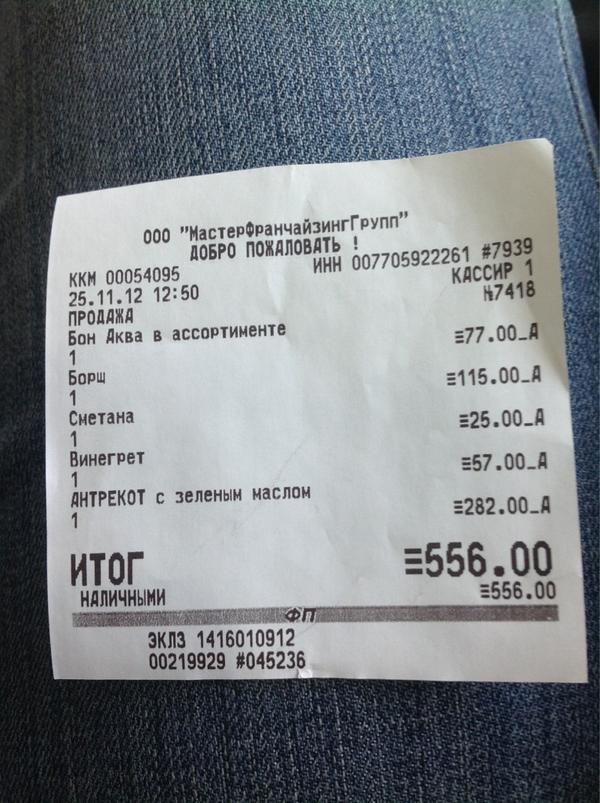 ООО "МастерФранчайзингГрупп"
ДОБРО ПОЖАЛОВАТЬ !
ККМ 00054095 ИНН 007705922261 #7939
25.11.12 12:50 КАССИР 1
ПРОДАЖА №7418
Бон Аква в ассортименте ≡77.00_А
1
Борщ ≡115.00_А
1
Сметана ≡25.00_А
1
Винегрет ≡57.00_А
1
АНТРЕКОТ с зеленым маслом ≡282.00_А
1
ИТОГ ≡556.00
НАЛИЧНЫМИ ≡556.00
ФП
ЭКЛЗ 1416010912
00219929 #045236